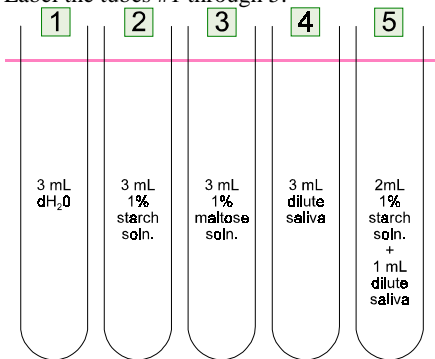 Label the tubes #1 through 5.
1
2
3
4
5
3 mL
dH₂0
3 mL
1%
starch
soln.
3 mL
1%
maltose
soln.
3 mL
dilute
saliva
2mL
1%
starch
soln.
+
1 mL
dilute
saliva